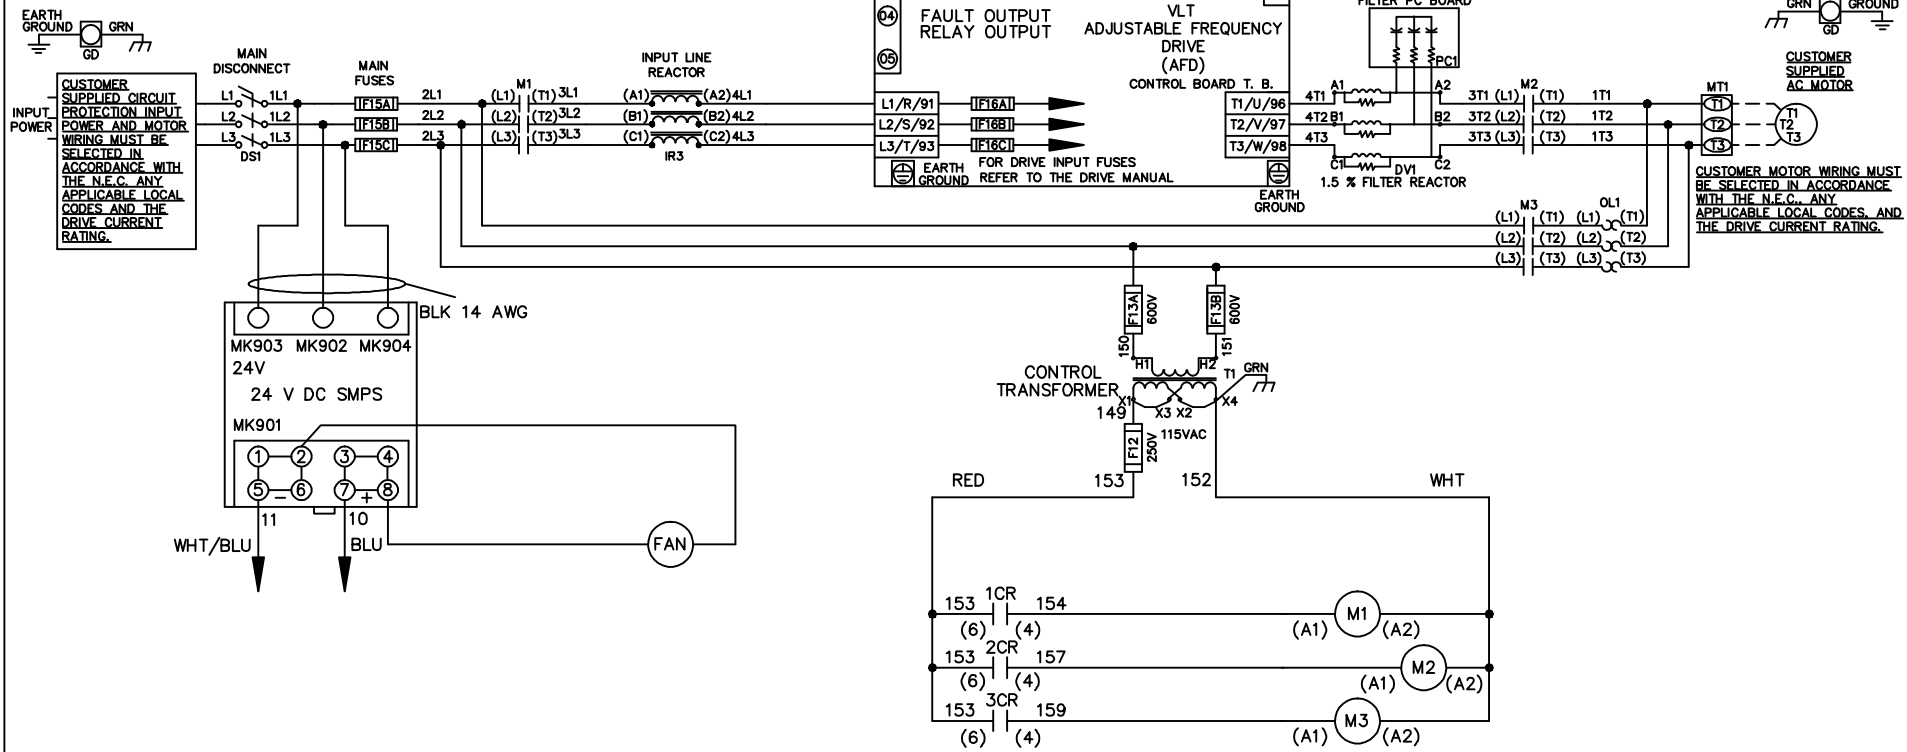 EARTH
GROUND
GRN
GD
CUSTOMER
SUPPLIED CIRCUIT
PROTECTION INPUT
POWER AND MOTOR
WIRING MUST BE
SELECTED IN
ACCORDANCE WITH
THE N.E.C. ANY
APPLICABLE LOCAL
CODES AND THE
DRIVE CURRENT
RATING.
INPUT
POWER
MAIN
DISCONNECT
L1 1L1
L2 1L2
L3 1L3
DS1
MAIN
FUSES
F15A
F15B
F15C
2L1
2L2
2L3
M1
(L1) (T1) 3L1
(L2) (T2) 3L2
(L3) (T3) 3L3
INPUT LINE
REACTOR
(A1) (A2) 4L1
(B1) (B2) 4L2
(C1) (C2) 4L3
IR3
04
05
FAULT OUTPUT
RELAY OUTPUT
VLT
ADJUSTABLE FREQUENCY
DRIVE
(AFD)
CONTROL BOARD T. B.
L1/R/91
L2/S/92
L3/T/93
F16A
F16B
F16C
T1/U/96
T2/V/97
T3/W/98
EARTH
GROUND
FOR DRIVE INPUT FUSES
REFER TO THE DRIVE MANUAL
EARTH
GROUND
FILTER PC BOARD
PC1
4T1 A1 A2
4T2 B1 B2
4T3 C1 C2
DV1
1.5 % FILTER REACTOR
M2
3T1 (L1) (T1) 1T1
3T2 (L2) (T2) 1T2
3T3 (L3) (T3) 1T3
GRN
GROUND
GD
CUSTOMER
SUPPLIED
AC MOTOR
MT1
T1
T2
T3
T1
T2
T3
CUSTOMER MOTOR WIRING MUST
BE SELECTED IN ACCORDANCE
WITH THE N.E.C., ANY
APPLICABLE LOCAL CODES, AND
THE DRIVE CURRENT RATING.
M3 OL1
(L1) (T1) (L1) (T1)
(L2) (T2) (L2) (T2)
(L3) (T3) (L3) (T3)
BLK 14 AWG
MK903 MK902 MK904
24V
24 V DC SMPS
MK901
1 2 3 4
5 - 6 7 + 8
11
10
WHT/BLU
BLU
FAN
F13A
600V
F13B
600V
150
151
H1 H2
CONTROL
TRANSFORMER
T1
GRN
X1 X3 X2 X4
149
115VAC
F12
250V
RED
153
152
WHT
153 1CR 154
(6) (4)
M1
(A1) (A2)
153 2CR 157
(6) (4)
M2
(A1) (A2)
153 3CR 159
(6) (4)
M3
(A1) (A2)